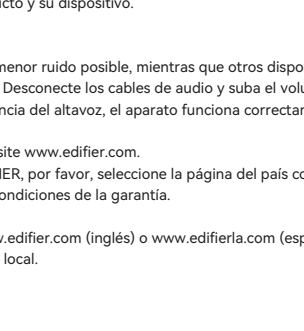 cto y su dispositivo.
menor ruido posible, mientras que otros dispo
Desconecte los cables de audio y suba el volu
ncia del altavoz, el aparato funciona correctar
site www.edifier.com.
IER, por favor, seleccione la página del país co
ondiciones de la garantía.
w.edifier.com (inglés) o www.edifierla.com (esp
local.